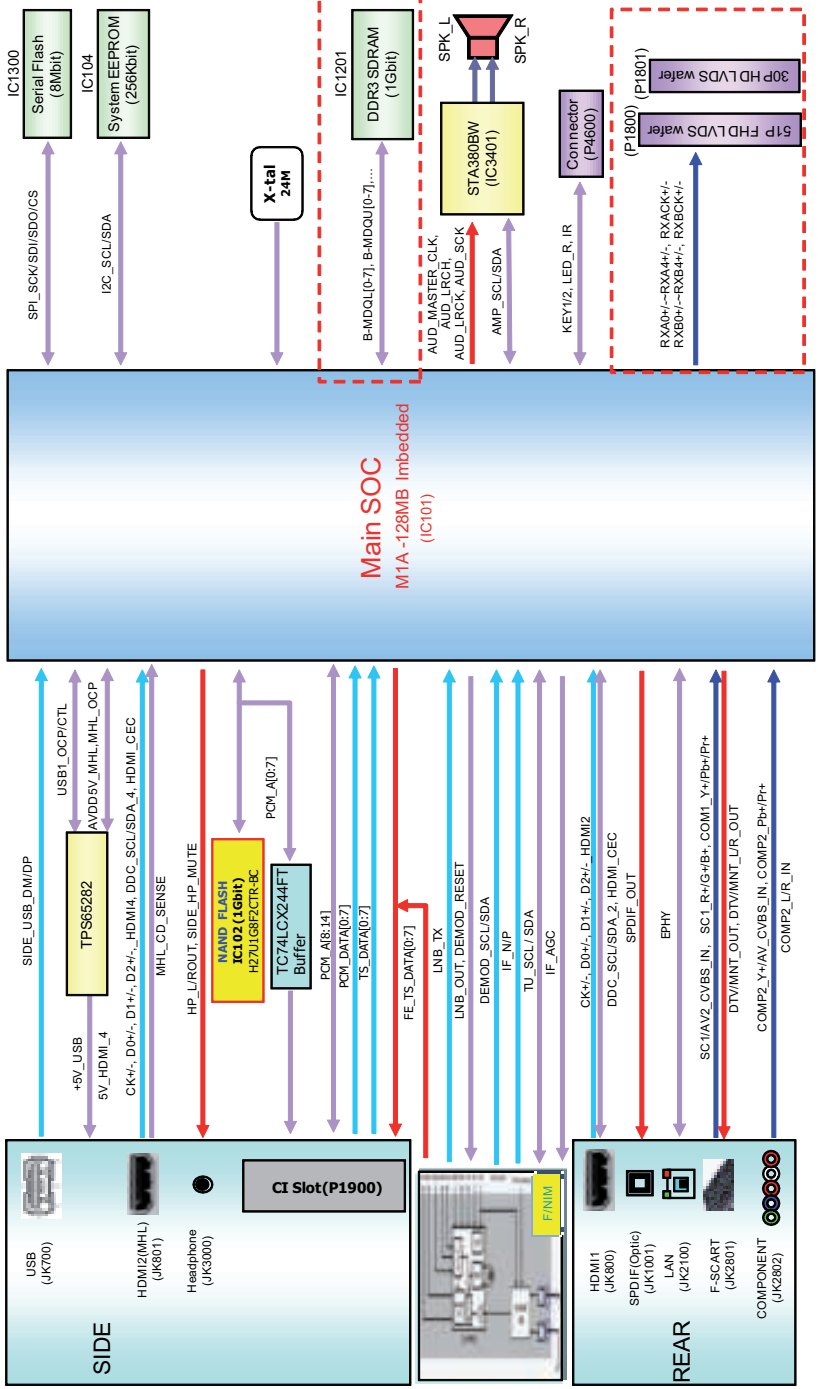 SIDE
USB
(JK700)
HDMI2(MHL)
(JK801)
Headphone
(JK3000)
CI Slot(P1900)
F/NIM
REAR
HDMI1
(JK800)
SPDIF(Optic)
(JK1001)
LAN
(JK2100)
F-SCART
(JK2801)
COMPONENT
(JK2802)
SIDE_USB_DM/DP
+5V_USB
5V_HDMI_4
TPS65282
USB1_OCP/CTL
AVDD5V_MHL,MHL_OCP
CK+/-, D0+/-, D1+/-, D2+/-_HDMI4, DDC_SCL/SDA_4, HDMI_CEC
MHL_CD_SENSE
HP_L/ROUT, SIDE_HP_MUTE
NAND FLASH
IC102 (1Gbit)
H27U1G8F2CTR-BC
TC74LCX244FT
Buffer
PCM_A[0:7]
PCM_A[8:14]
PCM_DATA[0:7]
TS_DATA[0:7]
FE_TS_DATA[0:7]
LNB_TX
LNB_OUT, DEMOD_RESET
DEMOD_SCL/SDA
IF_N/P
TU_SCL / SDA
IF_AGC
CK+/-, D0+/-, D1+/-, D2+/-_HDMI2
DDC_SCL/SDA_2, HDMI_CEC
SPDIF_OUT
EPHY
SC1/AV2_CVBS_IN, SC1_R+/G+/B+, COM1_Y+/Pb+/Pr+
DTV/MNT_OUT, DTV/MNT_L/R_OUT
COMP2_Y+/AV_CVBS_IN, COMP2_Pb+/Pr+
COMP2_L/R_IN
Main SOC
M1A -128MB Imbedded
(IC101)
SPI_SCK/SDI/SDO/CS
IC1300
Serial Flash
(8Mbit)
I2C_SCL/SDA
IC104
System EEPROM
(256Kbit)
X-tal
24M
B-MDQL[0-7], B-MDQU[0-7],....
IC1201
DDR3 SDRAM
(1Gbit)
AUD_MASTER_CLK,
AUD_LRCH,
AUD_LRCK, AUD_SCK
AMP_SCL/SDA
STA380BW
(IC3401)
SPK_L
SPK_R
KEY1/2, LED_R, IR
Connector
(P4600)
RXA0+/-~RXA4+/-, RXACK+/-
RXB0+/-~RXB4+/-, RXBCK+/-
(P1800)
51P FHD LVDS wafer
(P1801)
30P HD LVDS wafer